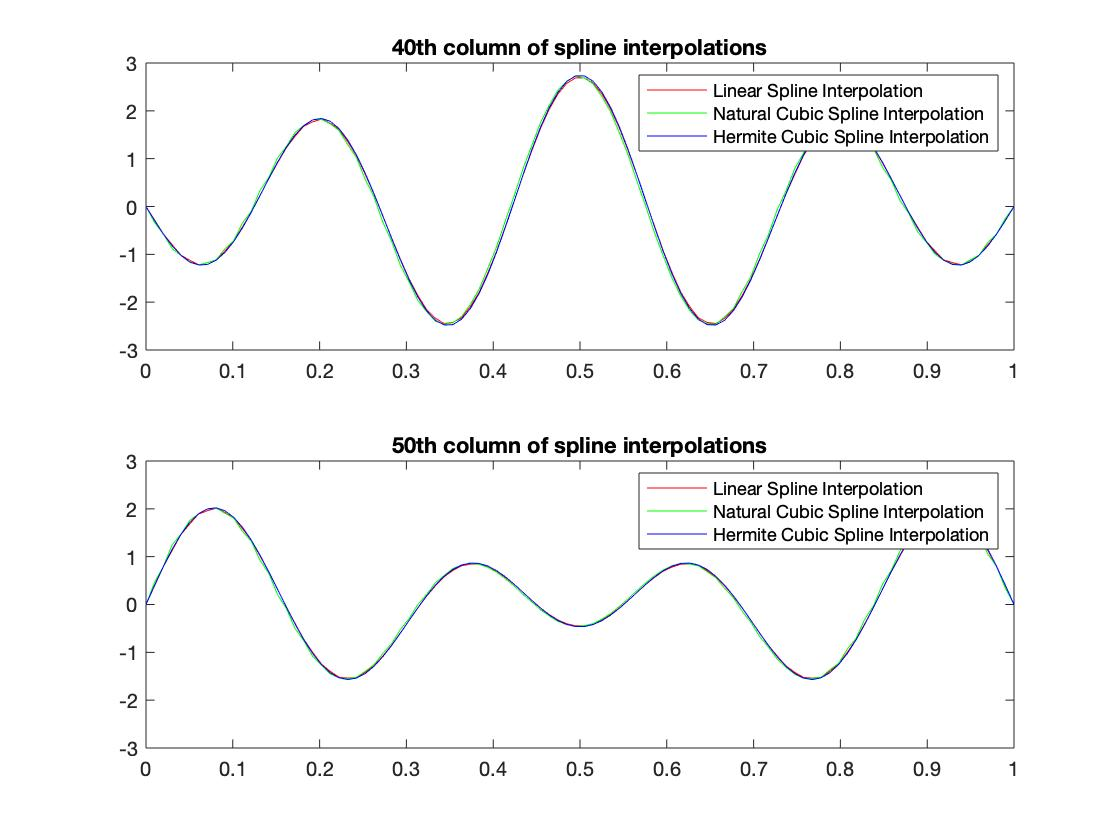 40th column of spline interpolations
3
2
1
0
-1
-2
-3
Linear Spline Interpolation
Natural Cubic Spline Interpolation
Hermite Cubic Spline Interpolation
0 0.1 0.2 0.3 0.4 0.5 0.6 0.7 0.8 0.9 1
50th column of spline interpolations
3
2
1
0
-1
-2
-3
Linear Spline Interpolation
Natural Cubic Spline Interpolation
Hermite Cubic Spline Interpolation
0 0.1 0.2 0.3 0.4 0.5 0.6 0.7 0.8 0.9 1